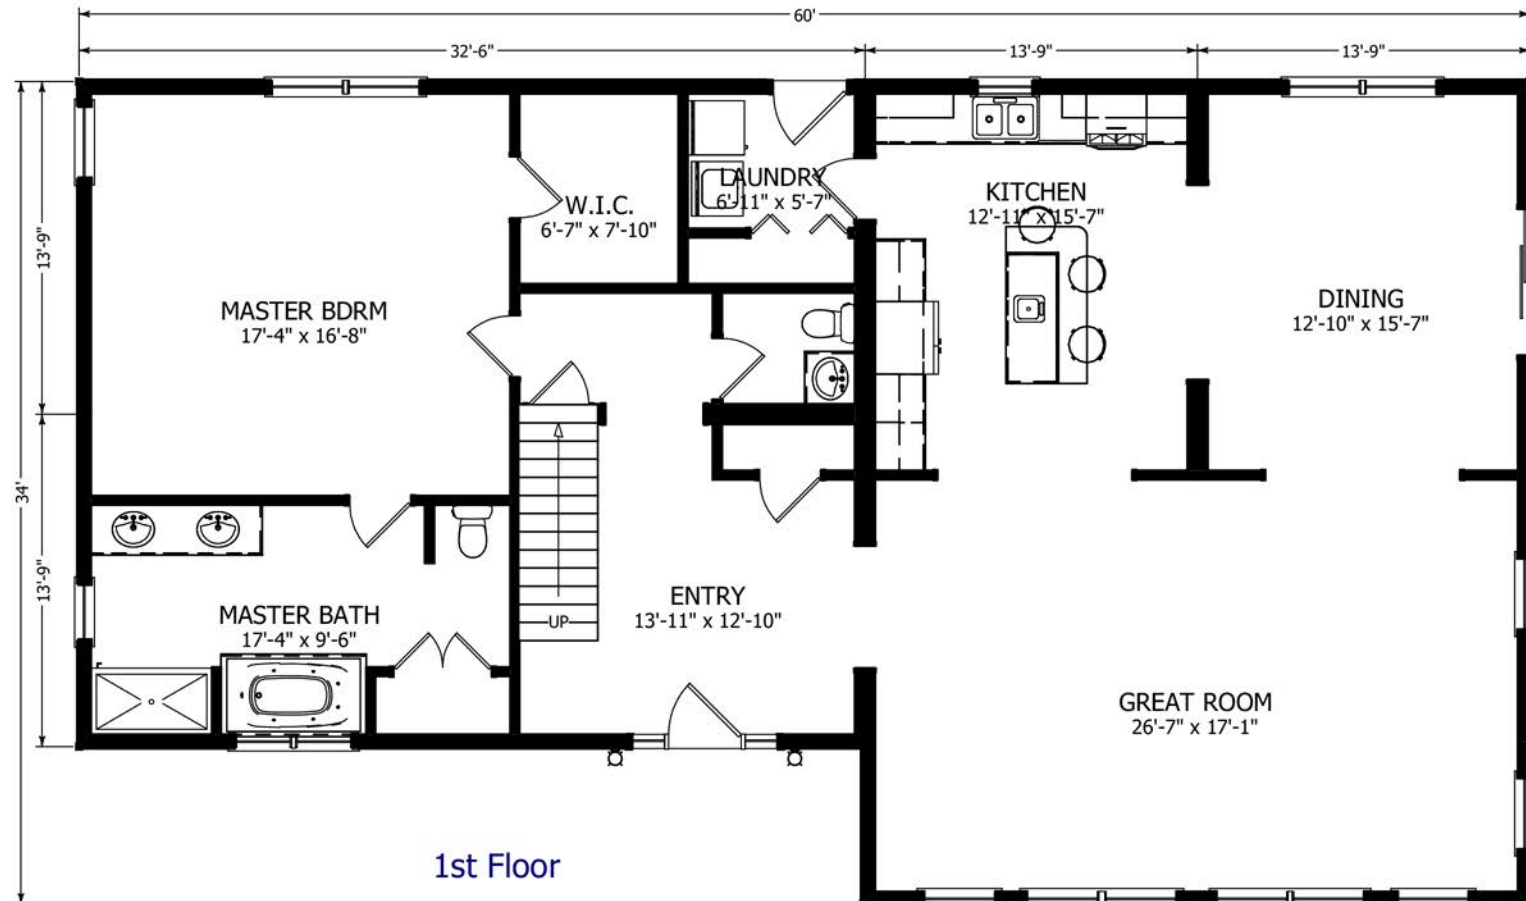 60'
32'-6"
13'-9"
13'-9"
13'-9"
34'
13'-9"
MASTER BDRM
17'-4" x 16'-8"
W.I.C.
6'-7" x 7'-10"
LAUNDRY
6'-11" x 5'-7"
KITCHEN
12'-11" x 15'-7"
DINING
12'-10" x 15'-7"
MASTER BATH
17'-4" x 9'-6"
UP
ENTRY
13'-11" x 12'-10"
GREAT ROOM
26'-7" x 17'-1"
1st Floor